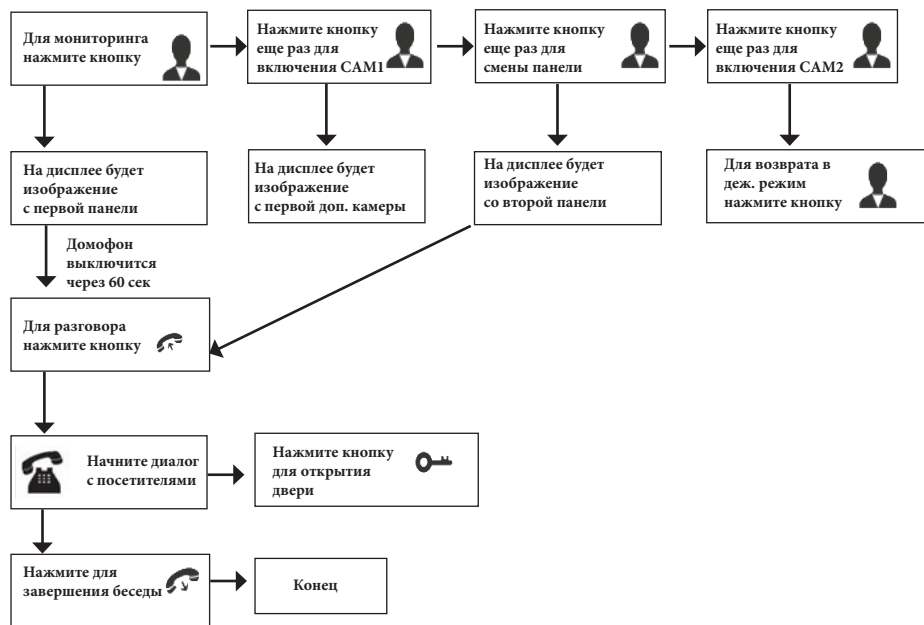 Для мониторинга
нажмите кнопку
Нажмите кнопку
еще раз для
включения CAM1
Нажмите кнопку
еще раз для
смены панели
Нажмите кнопку
еще раз для
включения CAM2
На дисплее будет
изображение
с первой панели
На дисплее будет
изображение
с первой доп. камеры
На дисплее будет
изображение
со второй панели
Для возврата в
деж. режим
нажмите кнопку
Домофон
выключится
через 60 сек
Для разговора
нажмите кнопку
Начните диалог
с посетителями
Нажмите кнопку
для открытия
двери
Нажмите для
завершения беседы
Конец